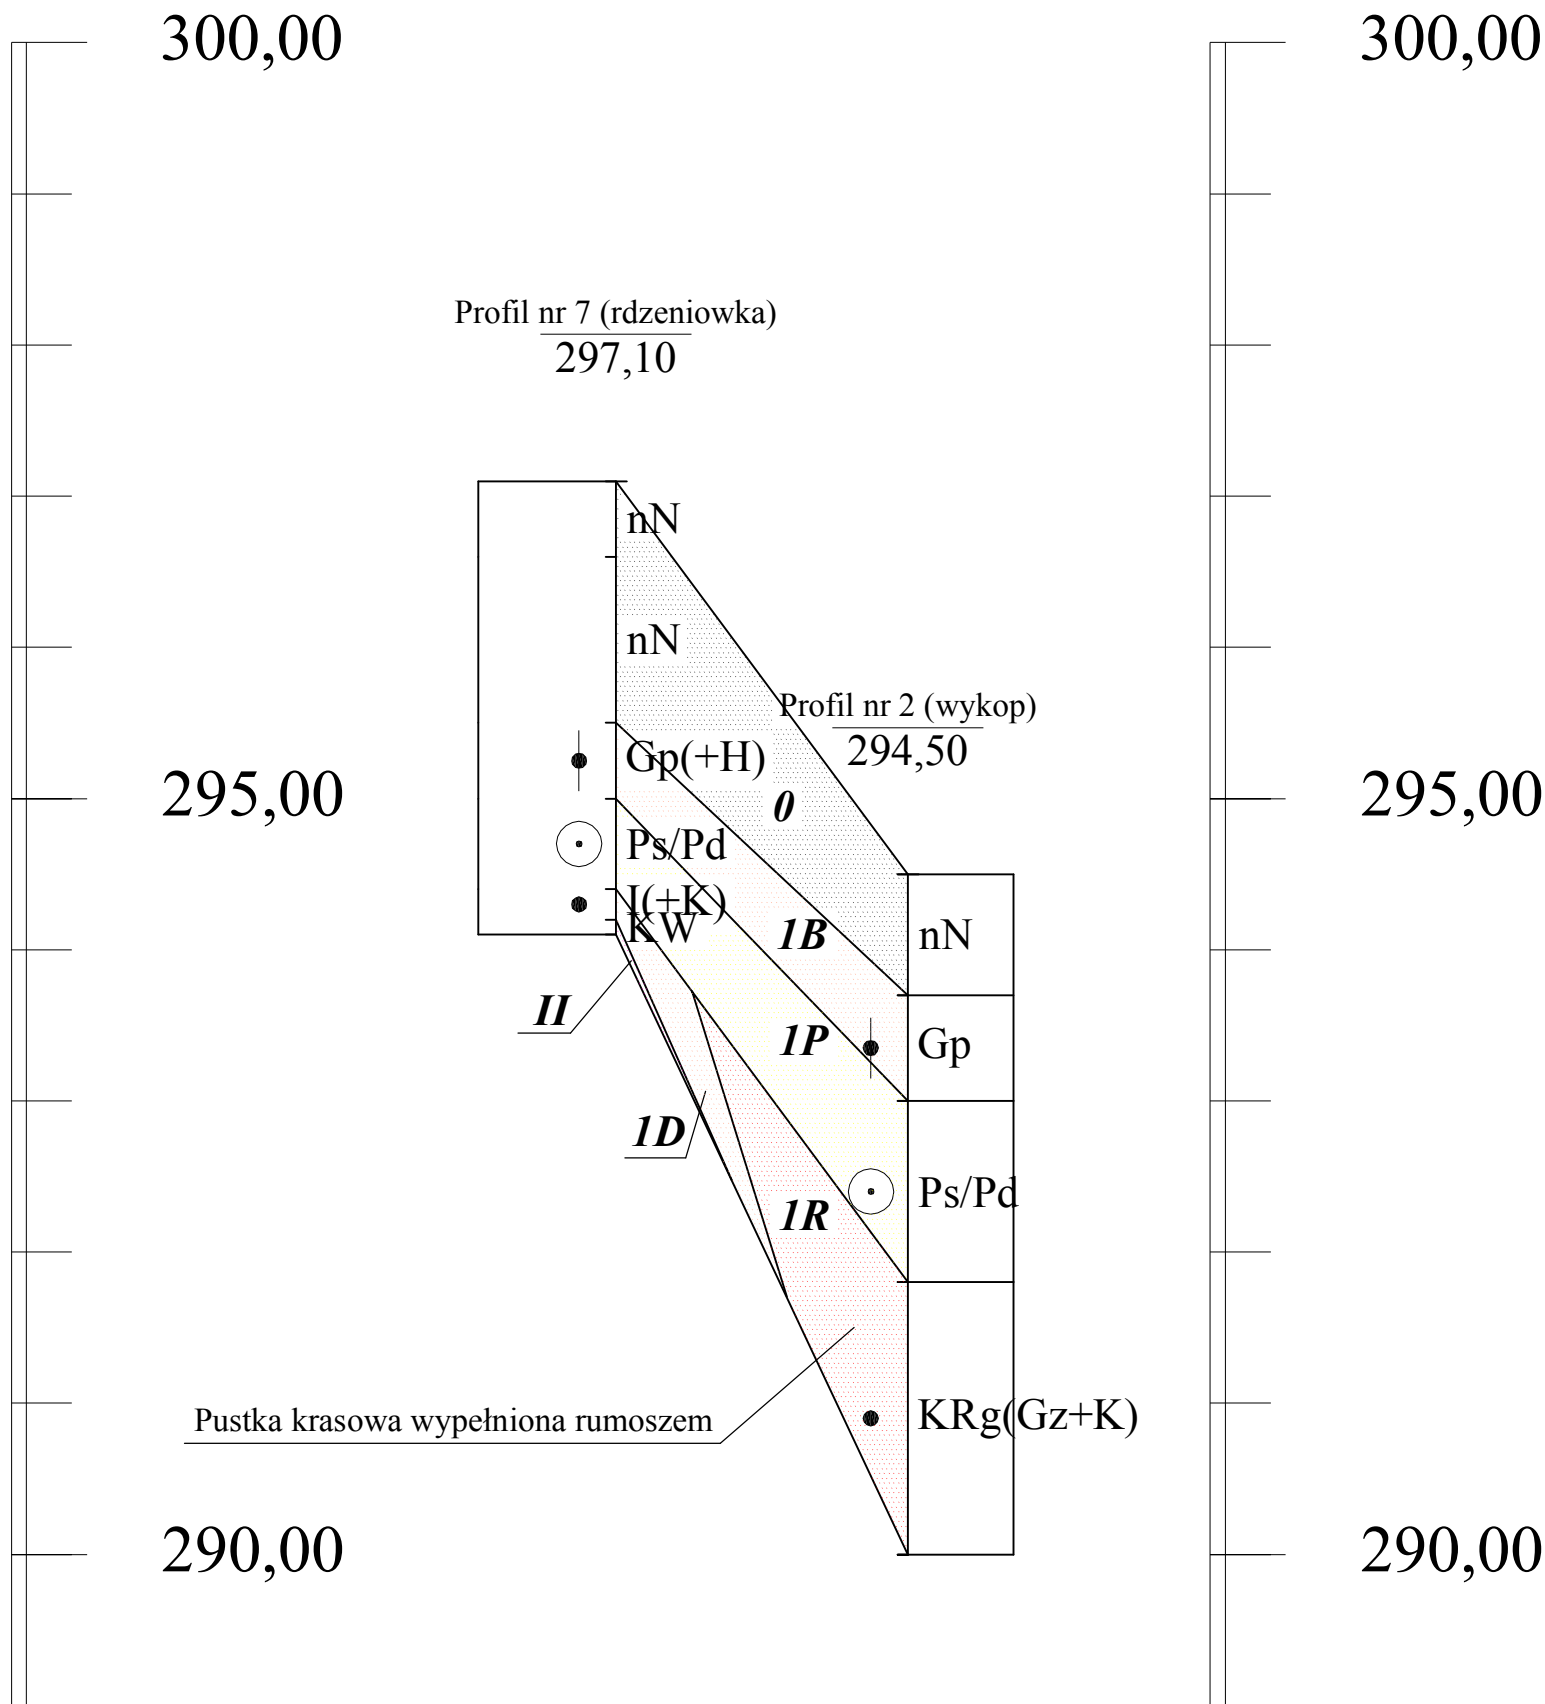 300,00
300,00
Profil nr 7 (rdzeniowka)
297,10
nN
nN
Profil nr 2 (wykop)
294,50
Gp(+H)
295,00
0
295,00
Ps/Pd
I(+K)
KW
1B
nN
II
1P
Gp
1D
Ps/Pd
1R
Pustka krasowa wypełniona rumoszem
KRg(Gz+K)
290,00
290,00